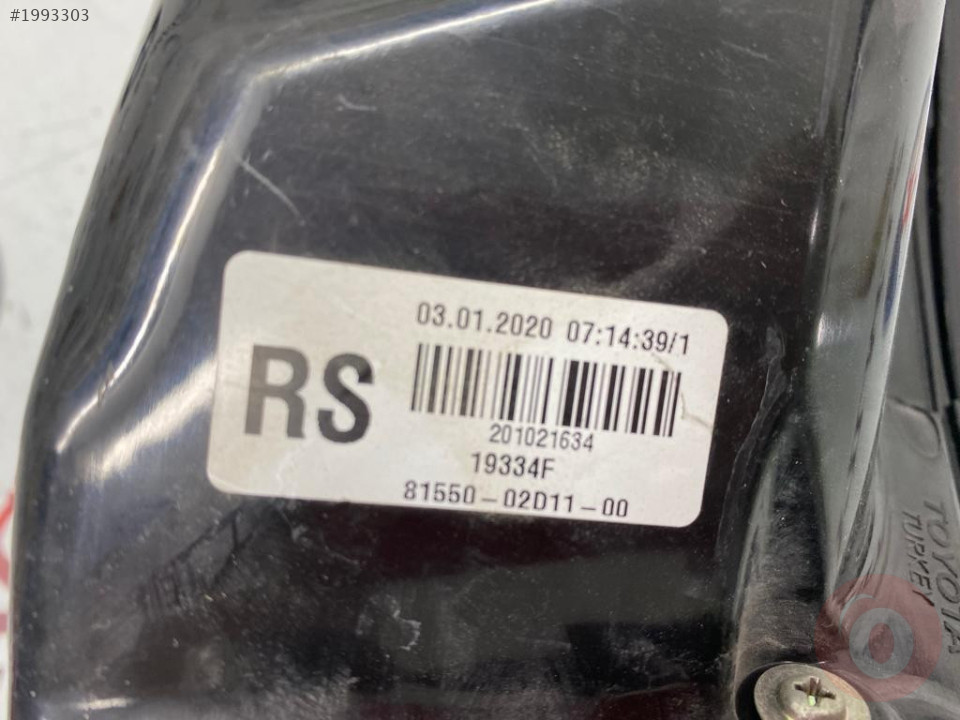 #1993303
03.01.2020 07:14:39/1
RS
201021634
19334F
81550-02D11-00
TOYOTA
TURKEY